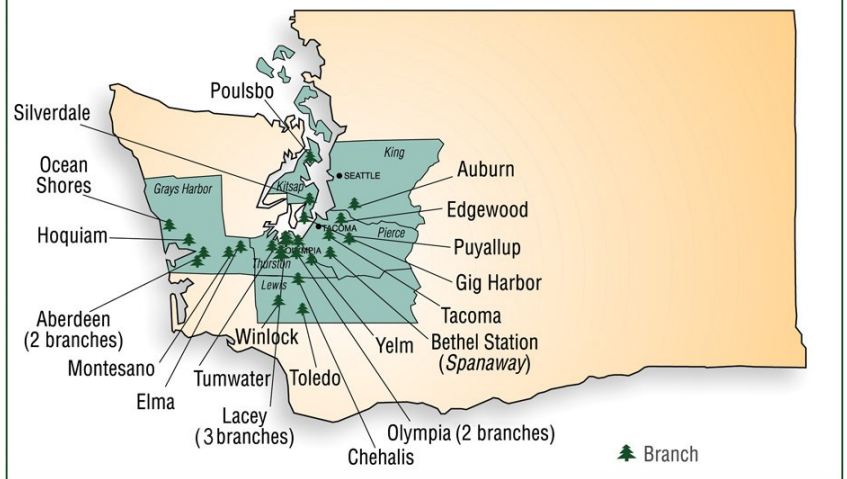 Poulsbo
Silverdale
Ocean
Shores
Hoquiam
Aberdeen
(2 branches)
Montesano
Elma
Tumwater
Winlock
Lacey
(3 branches)
Toledo
Chehalis
Olympia (2 branches)
Yelm
Bethel Station
(Spanaway)
Tacoma
Gig Harbor
Puyallup
Edgewood
Auburn
King
SEATTLE
Kitsap
Grays Harbor
TACOMA
Pierce
OLYMPIA
Thurston
Lewis
Branch